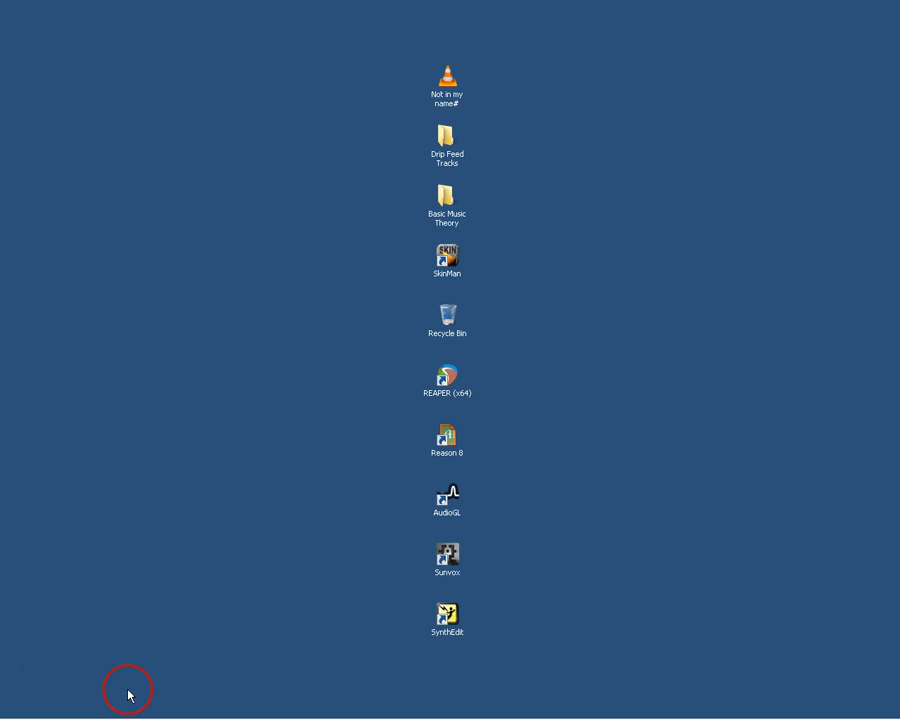 Not in my
name#
Drip Feed
Tracks
Basic Music
Theory
SKIN
SkinMan
Recycle Bin
REAPER (x64)
Reason 8
AudioGL
Sunvox
SynthEdit